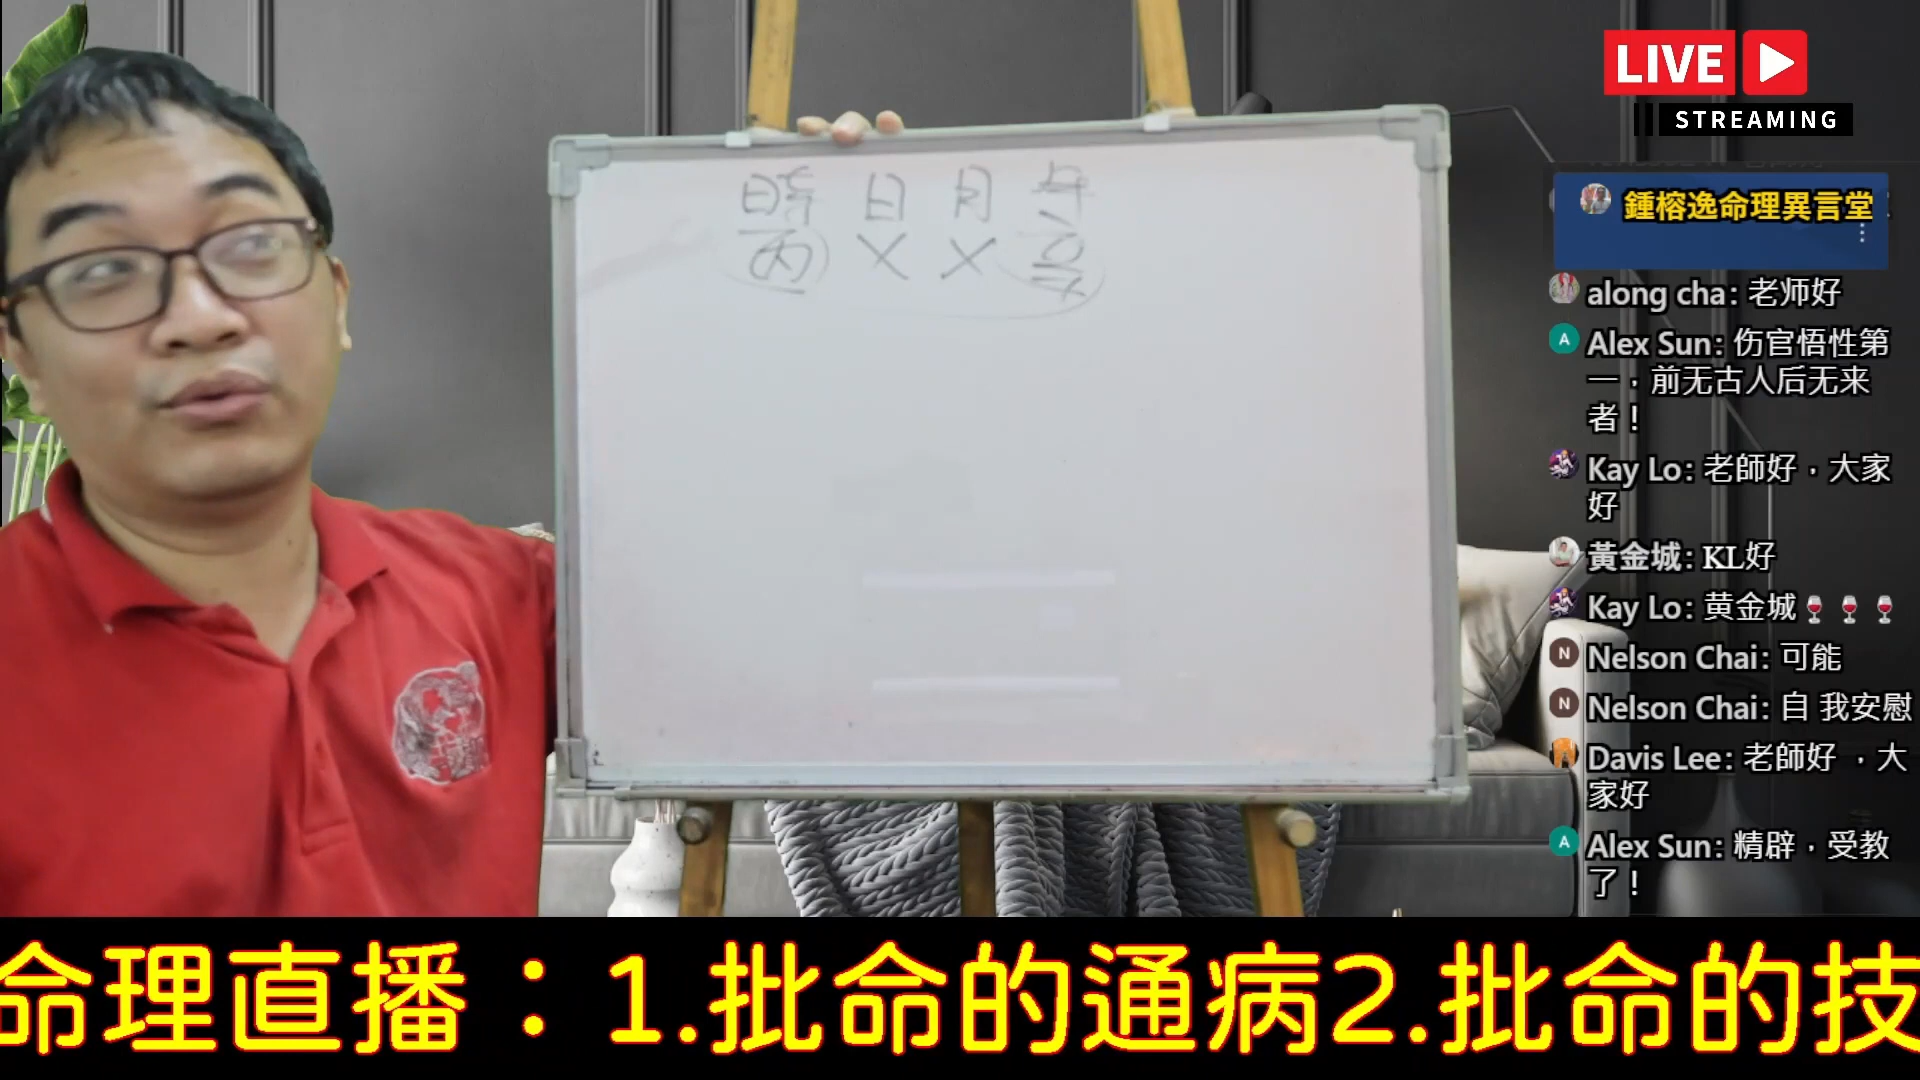 LIVE
STREAMING
時 日 月 年
丙 X X
鍾榕逸命理異言堂
along cha: 老师好
Alex Sun: 伤官悟性第
一，前无古人后无来
者！
Kay Lo: 老師好，大家
好
黃金城: KL好
Kay Lo: 黄金城🍷🍷🍷
Nelson Chai: 可能
Nelson Chai: 自 我安慰
Davis Lee: 老師好 ，大
家好
Alex Sun: 精辟，受教
了！
命理直播：1.批命的通病2.批命的技